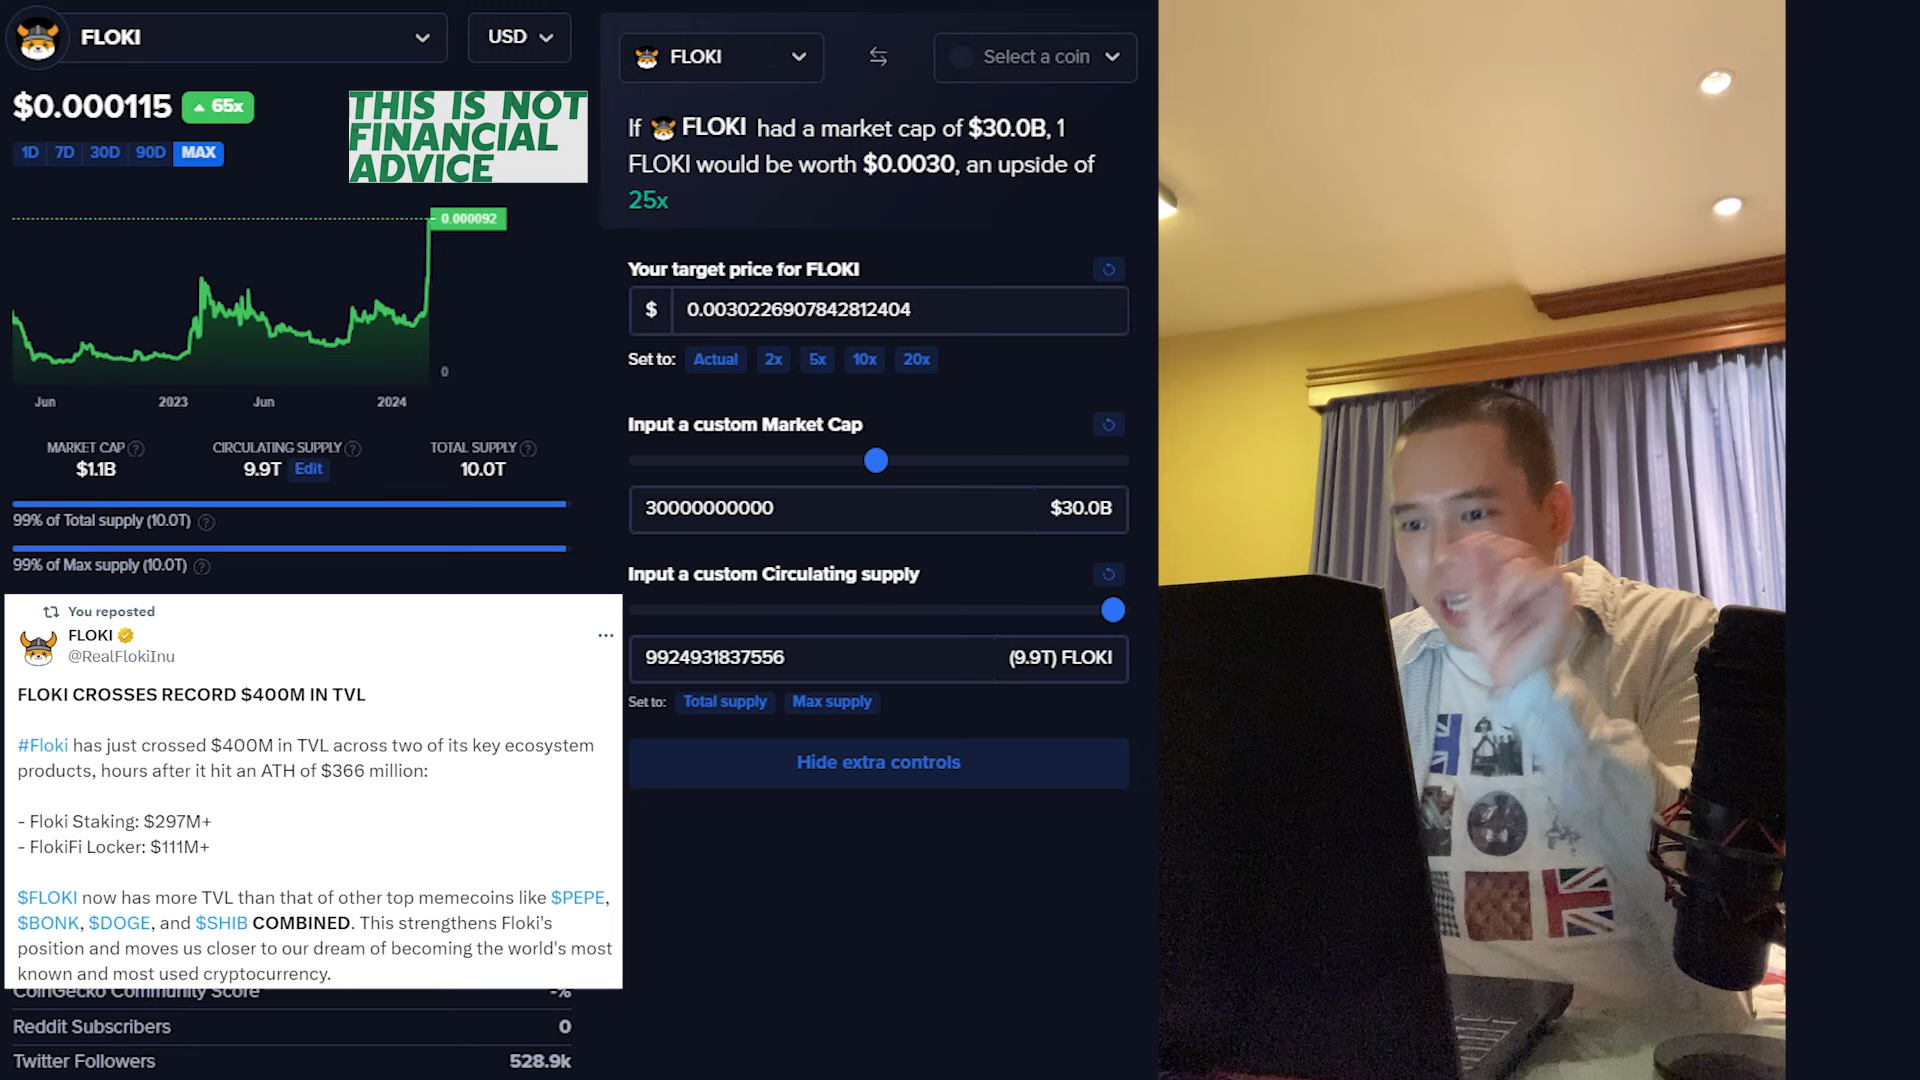 FLOKI
USD
$0.000115
65x
1D 7D 30D 90D MAX
THIS IS NOT
FINANCIAL
ADVICE
0.000092
0
Jun 2023 Jun 2024
MARKET CAP
$1.1B
CIRCULATING SUPPLY
9.9T Edit
TOTAL SUPPLY
10.0T
99% of Total supply (10.0T)
99% of Max supply (10.0T)
You reposted
FLOKI
@RealFlokiInu
FLOKI CROSSES RECORD $400M IN TVL
#Floki has just crossed $400M in TVL across two of its key ecosystem
products, hours after it hit an ATH of $366 million:
- Floki Staking: $297M+
- FlokiFi Locker: $111M+
$FLOKI now has more TVL than that of other top memecoins like $PEPE,
$BONK, $DOGE, and $SHIB COMBINED. This strengthens Floki's
position and moves us closer to our dream of becoming the world's most
known and most used cryptocurrency.
CoinGecko Community Score -%
Reddit Subscribers 0
Twitter Followers 528.9k
FLOKI
Select a coin
If FLOKI had a market cap of $30.0B, 1
FLOKI would be worth $0.0030, an upside of
25x
Your target price for FLOKI
$ 0.0030226907842812404
Set to: Actual 2x 5x 10x 20x
Input a custom Market Cap
30000000000 $30.0B
Input a custom Circulating supply
9924931837556 (9.9T) FLOKI
Set to: Total supply Max supply
Hide extra controls